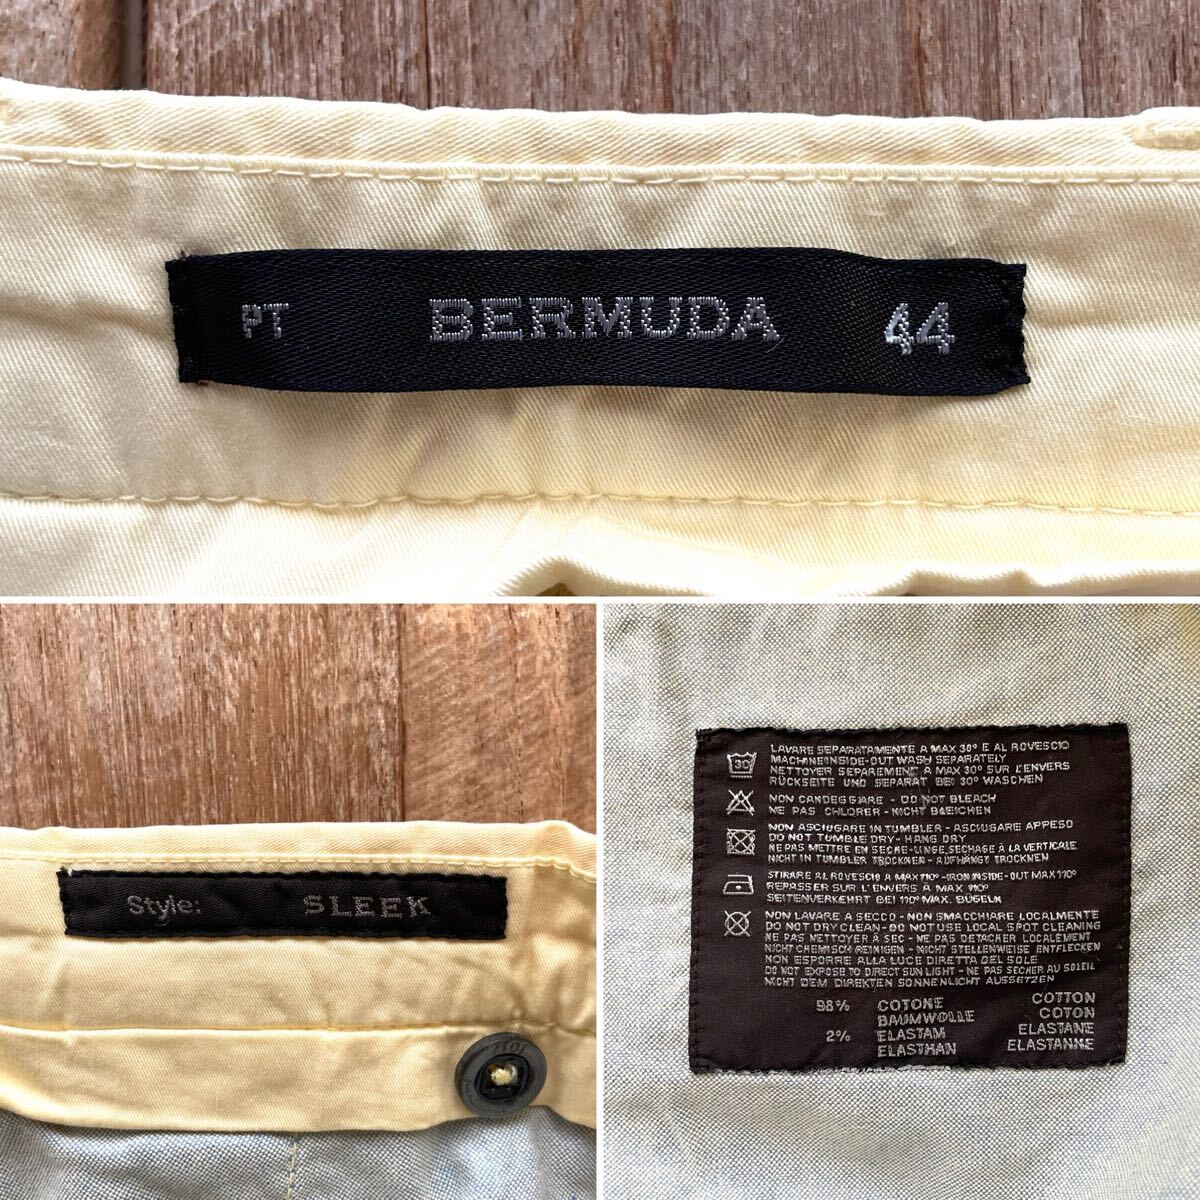 PT BERMUDA 44
Style: SLEEK
30
LAVARE SEPARATAMENTE A MAX 30° E AL ROVESCIO
MACHINEINSIDE-OUT WASH SEPARATELY
NETTOYER SEPAREMENT A MAX 30° SUR L'ENVERS
RÜCKSEITE UND SEPARAT BEI 30° WASCHEN
NON CANDEGGIARE - DO NOT BLEACH
NE PAS CHLORER - NICHT BLEICHEN
NON ASCIUGARE IN TUMBLER - ASCIUGARE APPESO
DO NOT TUMBLE DRY - HANG DRY
NE PAS METTRE EN SECHE-LINGE, SECHAGE À LA VERTICALE
NICHT IN TUMBLER TROCKNEN - AUFHÄNGT TROCKNEN
STIRARE AL ROVESCIO A MAX 110° - IRON INSIDE-OUT MAX 110°
REPASSER SUR L'ENVERS À MAX 110°
SEITENVERKEHRT BEI 110° MAX. BÜGELN
NON LAVARE A SECCO - NON SMACCHIARE LOCALMENTE
DO NOT DRY CLEAN - DO NOT USE LOCAL SPOT CLEANING
NE PAS NETTOYER A SEC - NE PAS DETACHER LOCALEMENT
NICHT CHEMISCH REINIGEN - NICHT STELLENWEISE ENTFLECKEN
NON ESPORRE ALLA LUCE DIRETTA DEL SOLE
DO NOT EXPOSE TO DIRECT SUN LIGHT - NE PAS SECHER AU SOLEIL
NICHT DEM DIREKTEN SONNENLICHT AUSSETZEN
98% COTONE COTTON
BAUMWOLLE COTON
2% ELASTAM ELASTANE
ELASTHAN ELASTANNE